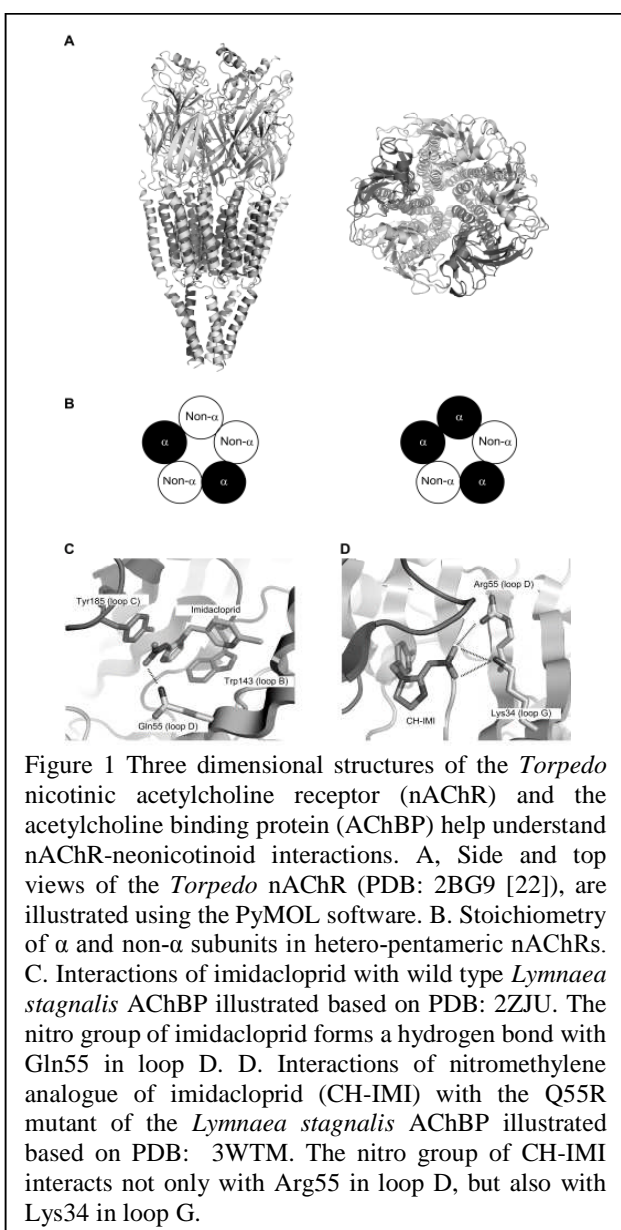 A
B
Non-α
α
Non-α
Non-α
α
α
α
Non-α
Non-α
α
C
D
Tyr185 (loop C)
Imidacloprid
Trp143 (loop B)
Gln55 (loop D)
Arg55 (loop D)
CH-IMI
Lys34 (loop G)
Figure 1 Three dimensional structures of the Torpedo
nicotinic acetylcholine receptor (nAChR) and the
acetylcholine binding protein (AChBP) help understand
nAChR-neonicotinoid interactions. A, Side and top
views of the Torpedo nAChR (PDB: 2BG9 [22]), are
illustrated using the PyMOL software. B. Stoichiometry
of α and non-α subunits in hetero-pentameric nAChRs.
C. Interactions of imidacloprid with wild type Lymnaea
stagnalis AChBP illustrated based on PDB: 2ZJU. The
nitro group of imidacloprid forms a hydrogen bond with
Gln55 in loop D. D. Interactions of nitromethylene
analogue of imidacloprid (CH-IMI) with the Q55R
mutant of the Lymnaea stagnalis AChBP illustrated
based on PDB: 3WTM. The nitro group of CH-IMI
interacts not only with Arg55 in loop D, but also with
Lys34 in loop G.